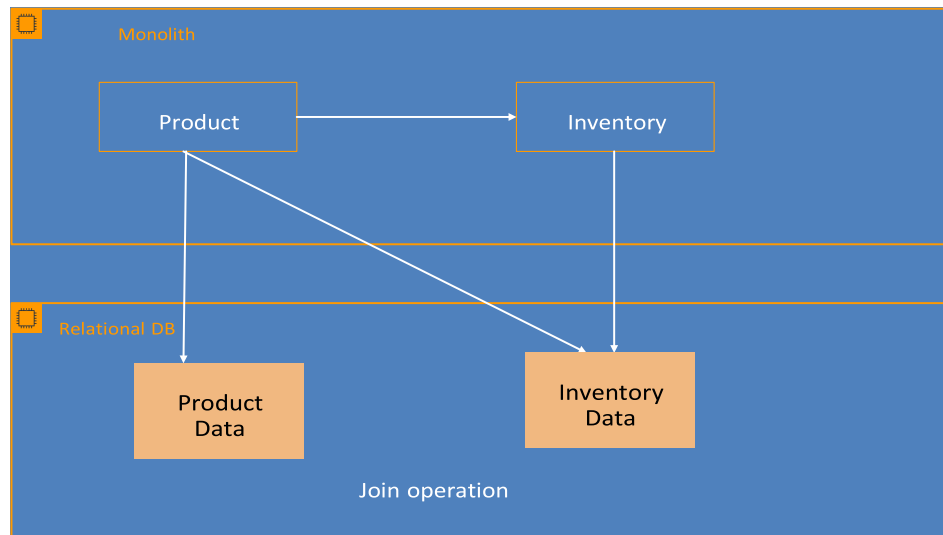 Monolith
Product
Inventory
Relational DB
Product
Data
Inventory
Data
Join operation